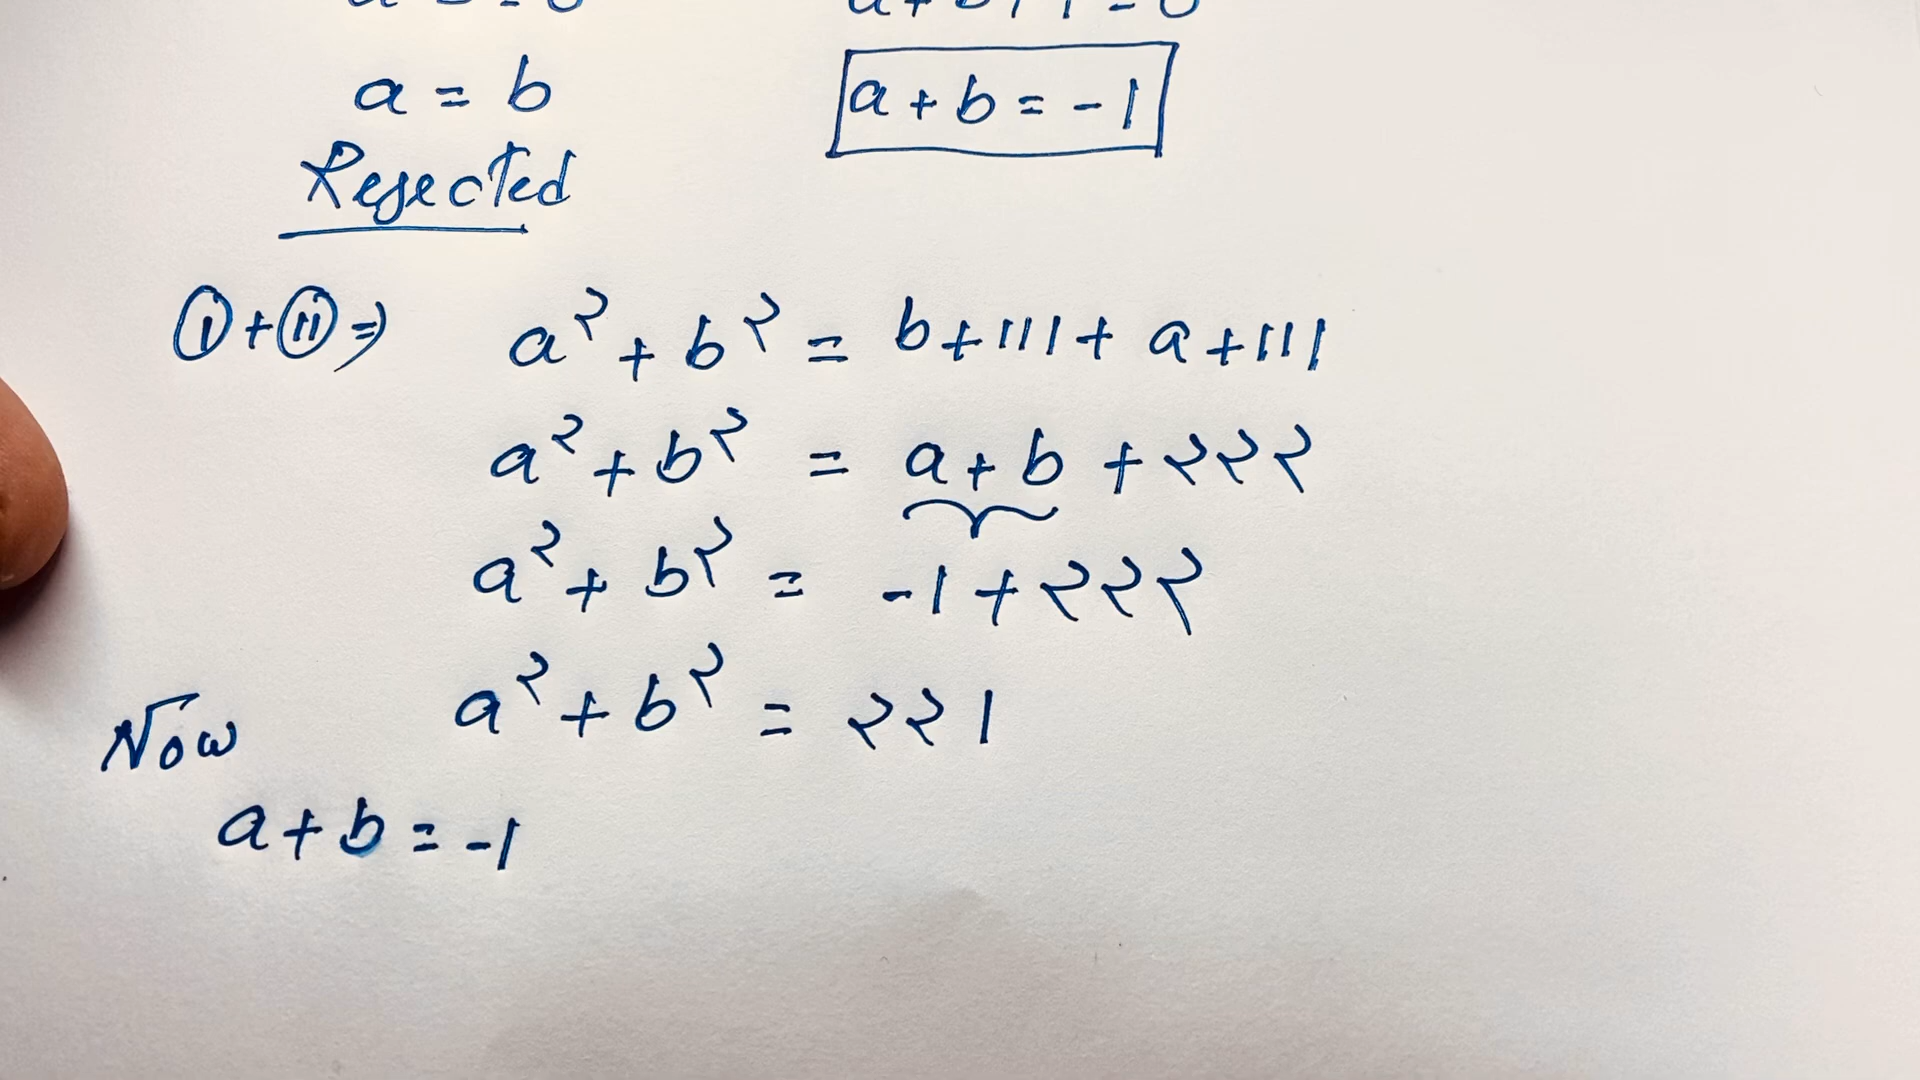 a = b
a + b = -1
Rejected
(i) + (ii) ⇒ a² + b² = b + 111 + a + 111
a² + b² = a + b + 222
a² + b² = -1 + 222
a² + b² = 221
Now
a + b = -1